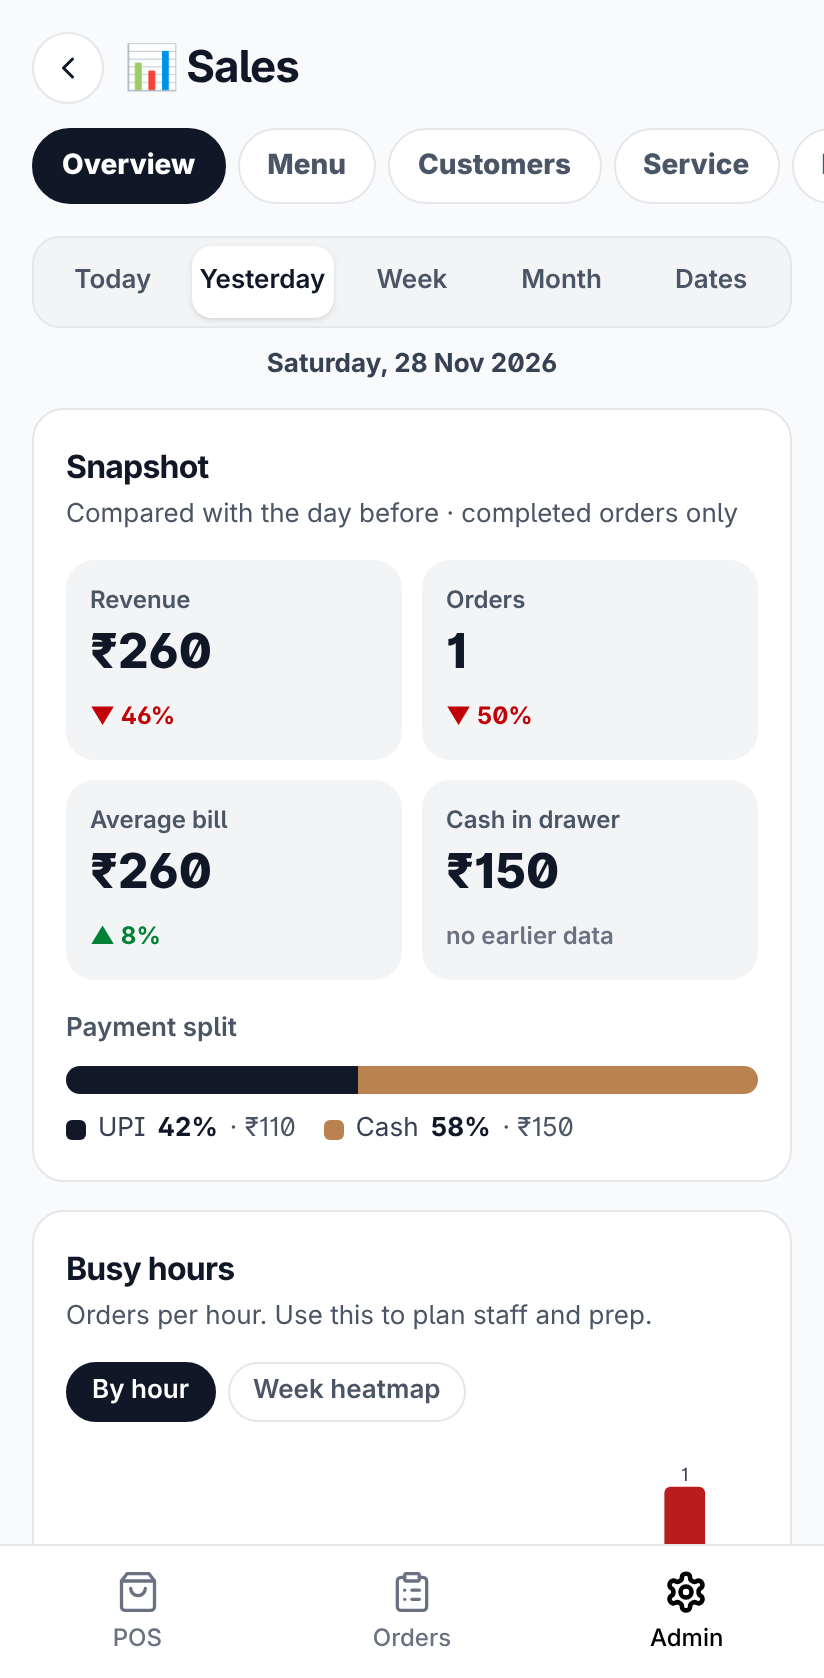 Sales
Overview Menu Customers Service
Today Yesterday Week Month Dates
Saturday, 28 Nov 2026
Snapshot
Compared with the day before · completed orders only
Revenue
₹260
▼ 46%
Orders
1
▼ 50%
Average bill
₹260
▲ 8%
Cash in drawer
₹150
no earlier data
Payment split
UPI 42% · ₹110 Cash 58% · ₹150
Busy hours
Orders per hour. Use this to plan staff and prep.
By hour Week heatmap
1
POS Orders Admin